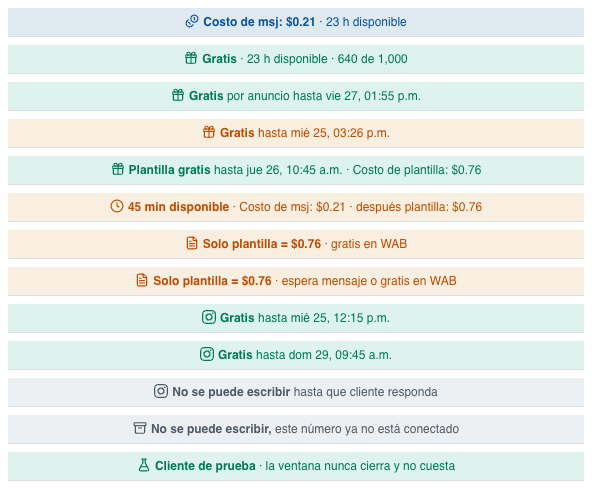 Costo de msj: $0.21 · 23 h disponible
Gratis · 23 h disponible · 640 de 1,000
Gratis por anuncio hasta vie 27, 01:55 p.m.
Gratis hasta mié 25, 03:26 p.m.
Plantilla gratis hasta jue 26, 10:45 a.m. · Costo de plantilla: $0.76
45 min disponible · Costo de msj: $0.21 · después plantilla: $0.76
Solo plantilla = $0.76 · gratis en WAB
Solo plantilla = $0.76 · espera mensaje o gratis en WAB
Gratis hasta mié 25, 12:15 p.m.
Gratis hasta dom 29, 09:45 a.m.
No se puede escribir hasta que cliente responda
No se puede escribir, este número ya no está conectado
Cliente de prueba · la ventana nunca cierra y no cuesta